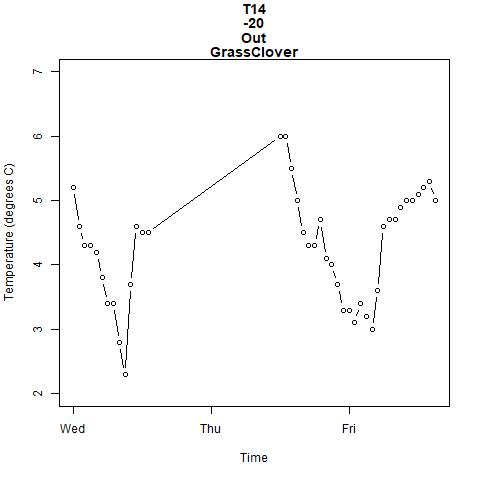 T14
-20
Out
GrassClover
7
6
5
4
3
2
Temperature (degrees C)
Wed Thu Fri
Time